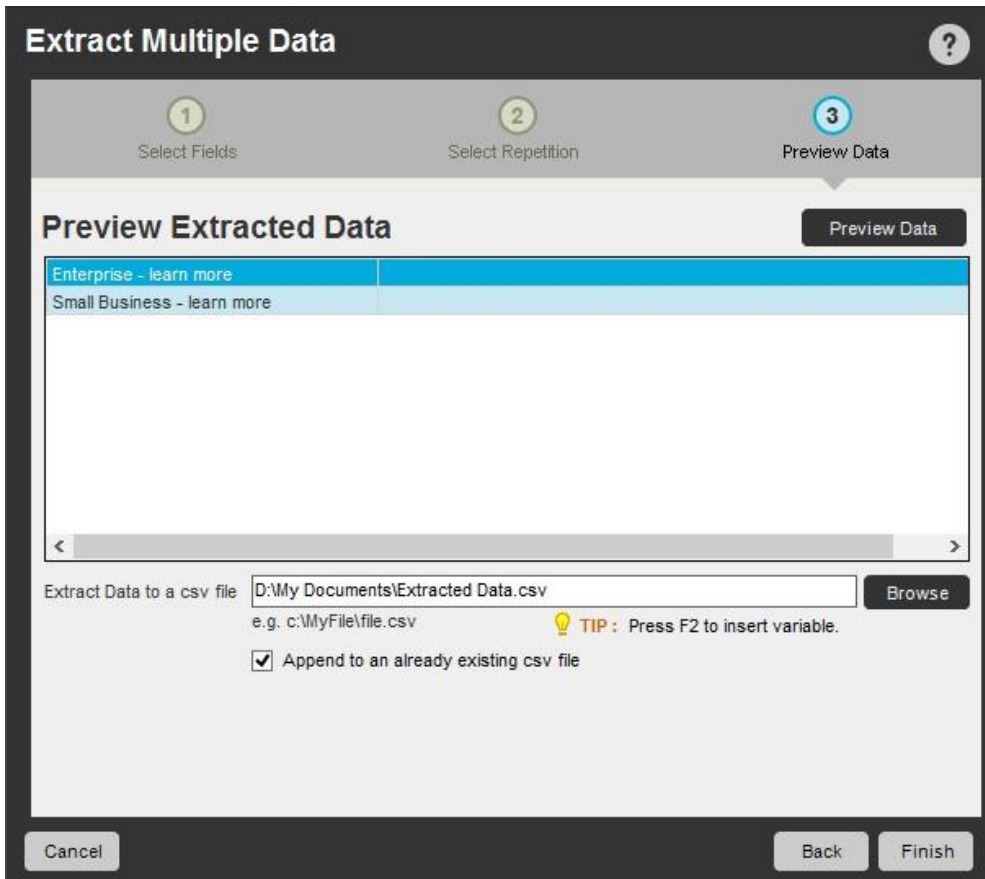 Extract Multiple Data
?
1
2
3
Select Fields
Select Repetition
Preview Data
Preview Extracted Data
Preview Data
Enterprise - learn more
Small Business - learn more
Extract Data to a csv file
D:\My Documents\Extracted Data.csv
Browse
e.g. c:\MyFile\file.csv
TIP : Press F2 to insert variable.
Append to an already existing csv file
Cancel
Back
Finish